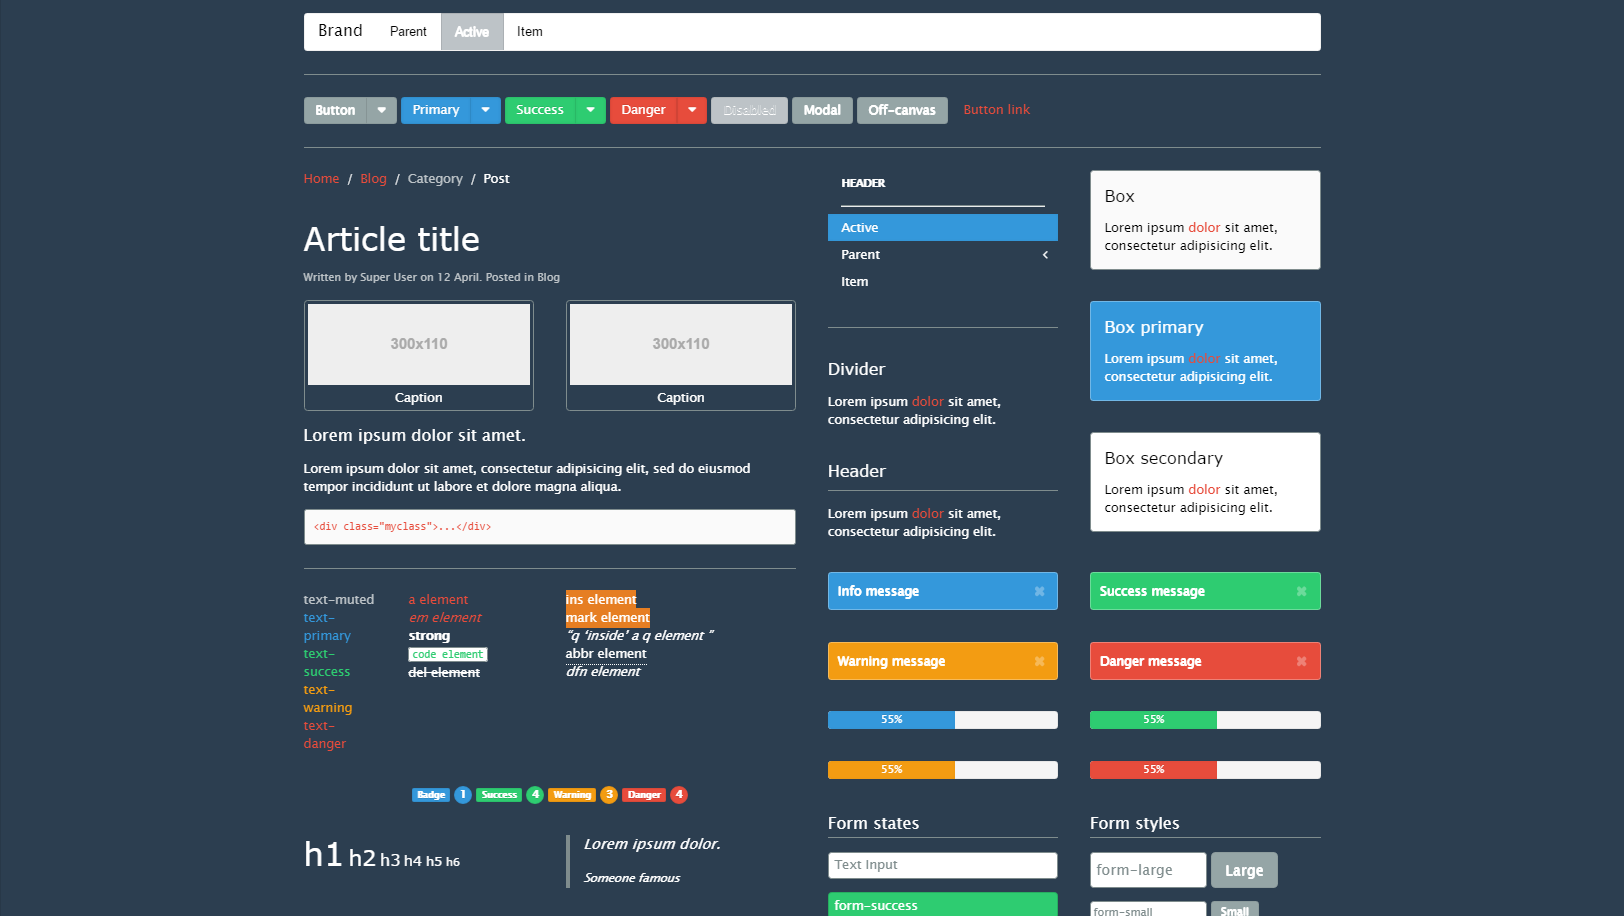 Brand Parent Active Item
Button Primary Success Danger Disabled Modal Off-canvas Button link
Home / Blog / Category / Post
Article title
Written by Super User on 12 April. Posted in Blog
300x110 300x110
Caption Caption
Lorem ipsum dolor sit amet.
Lorem ipsum dolor sit amet, consectetur adipisicing elit, sed do eiusmod
tempor incididunt ut labore et dolore magna aliqua.
<div class="myclass">...</div>
text-muted
text-
primary
text-
success
text-
warning
text-
danger
a element
em element
strong
code element
del element
ins element
mark element
“q ‘inside’ a q element ”
abbr element
dfn element
Badge 1 Success 4 Warning 3 Danger 4
h1 h2 h3 h4 h5 h6
Lorem ipsum dolor.
Someone famous
HEADER
Active
Parent
Item
Divider
Lorem ipsum dolor sit amet,
consectetur adipisicing elit.
Header
Lorem ipsum dolor sit amet,
consectetur adipisicing elit.
Box
Lorem ipsum dolor sit amet,
consectetur adipisicing elit.
Box primary
Lorem ipsum dolor sit amet,
consectetur adipisicing elit.
Box secondary
Lorem ipsum dolor sit amet,
consectetur adipisicing elit.
Info message
Success message
Warning message
Danger message
55% 55%
55% 55%
Form states
Text Input
form-success
Form styles
form-large Large
form-small Small